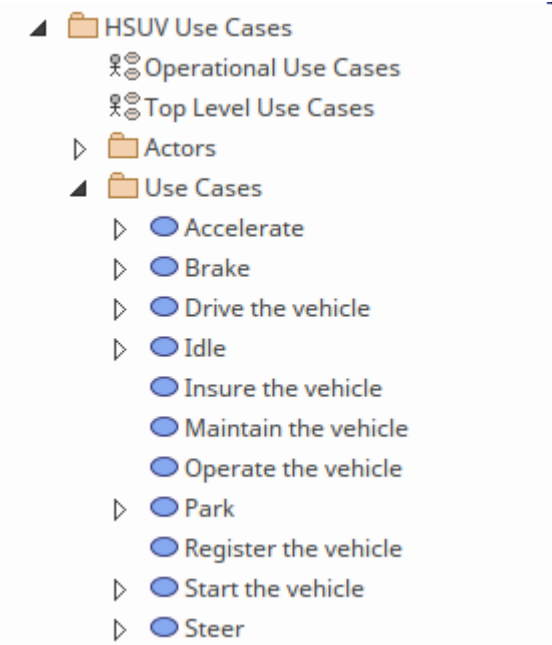 HSUV Use Cases
Operational Use Cases
Top Level Use Cases
Actors
Use Cases
Accelerate
Brake
Drive the vehicle
Idle
Insure the vehicle
Maintain the vehicle
Operate the vehicle
Park
Register the vehicle
Start the vehicle
Steer